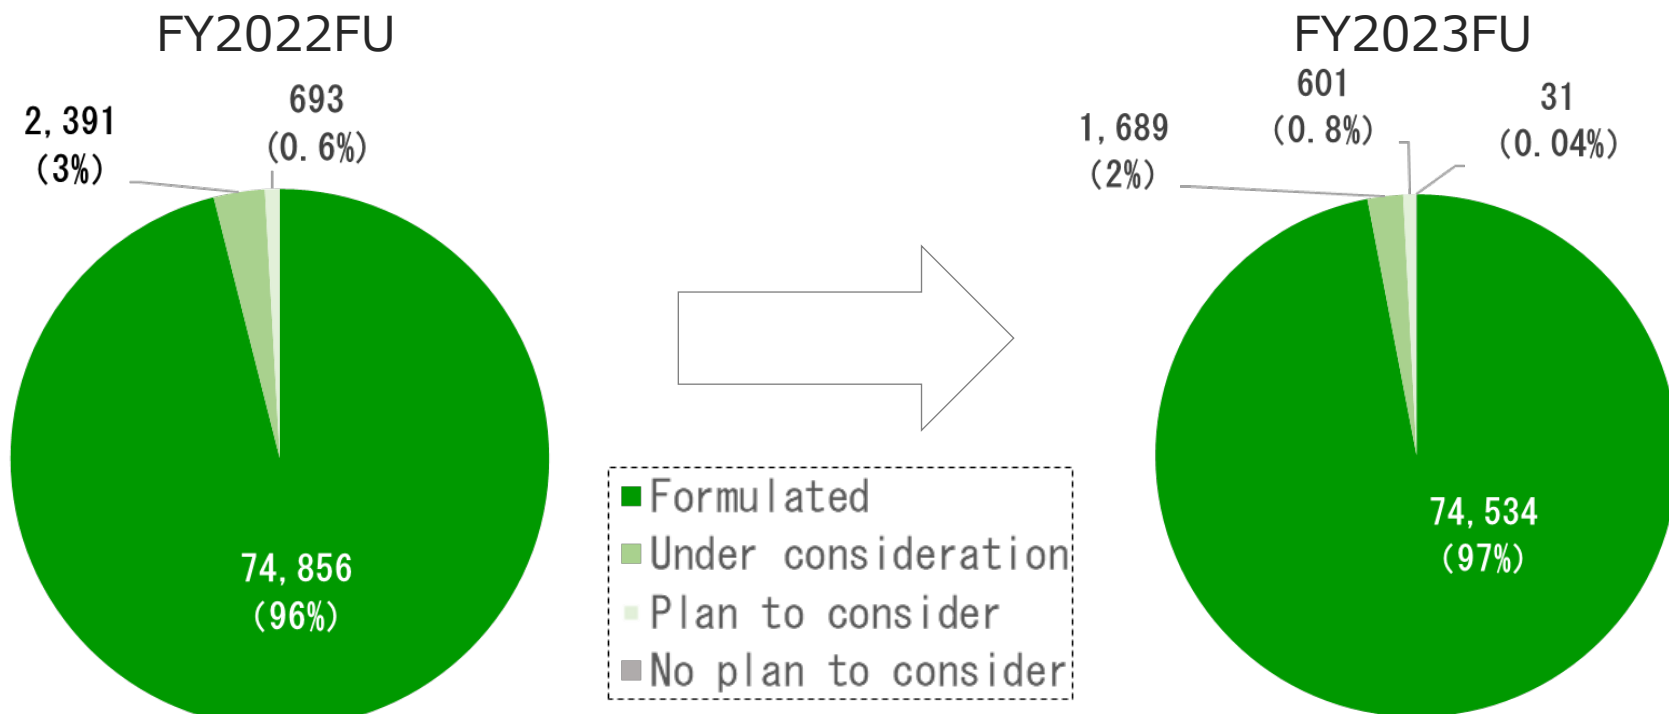 FY2022FU
2,391
(3%)
693
(0.6%)
74,856
(96%)
Formulated
Under consideration
Plan to consider
No plan to consider
FY2023FU
1,689
(2%)
601
(0.8%)
31
(0.04%)
74,534
(97%)